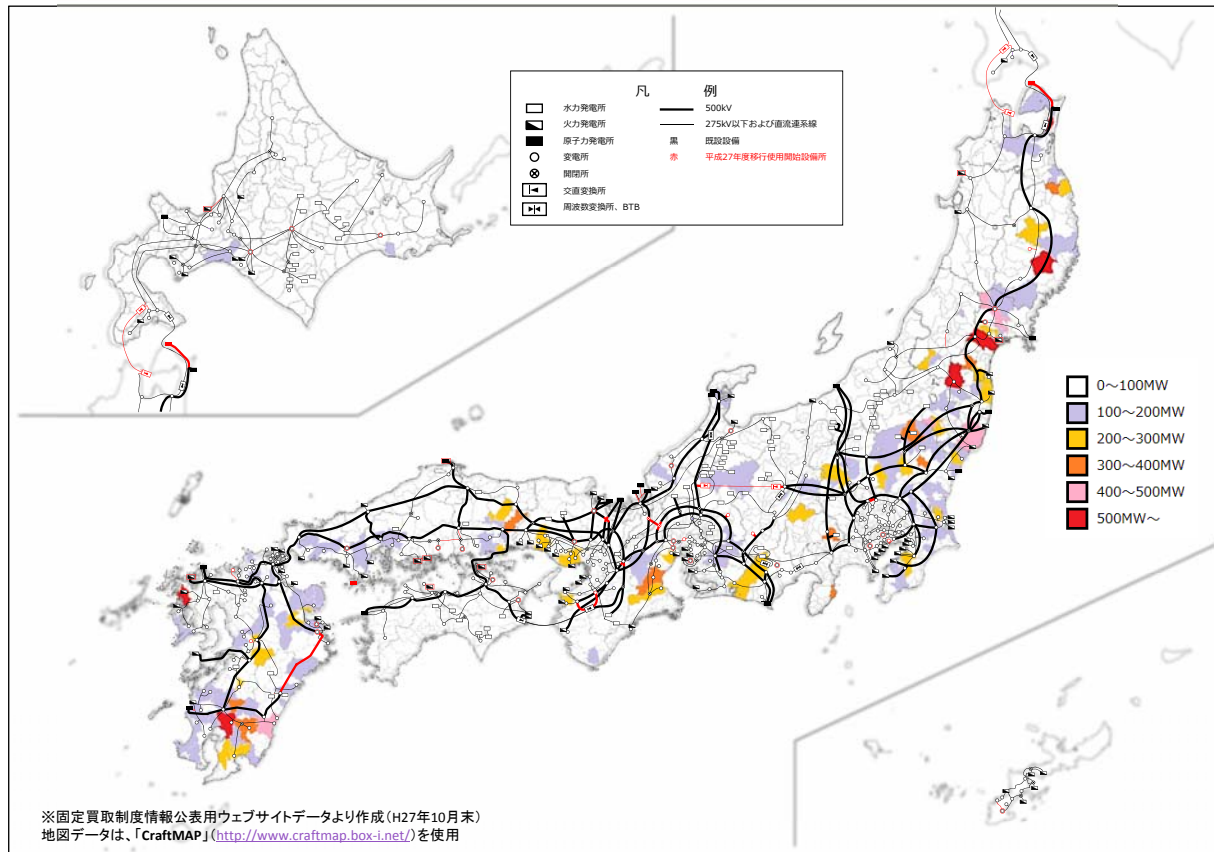 凡 例
水力発電所 500kV
火力発電所 275kV以下および直流連系線
原子力発電所 黒 既設設備
変電所 赤 平成27年度移行使用開始設備所
開閉所
交直変換所
周波数変換所、BTB
0～100MW
100～200MW
200～300MW
300～400MW
400～500MW
500MW～
※固定買取制度情報公表用ウェブサイトデータより作成(H27年10月末)
地図データは、「CraftMAP」(http://www.craftmap.box-i.net/)を使用